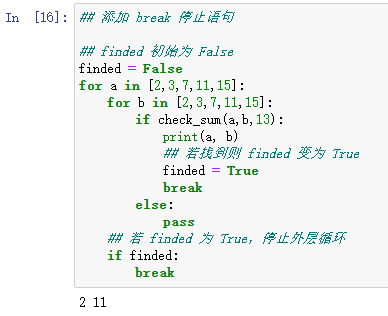 In [16]:
## 添加 break 停止语句
## finded 初始为 False
finded = False
for a in [2,3,7,11,15]:
    for b in [2,3,7,11,15]:
        if check_sum(a,b,13):
            print(a, b)
            ## 若找到则 finded 变为 True
            finded = True
            break
        else:
            pass
    ## 若 finded 为 True，停止外层循环
    if finded:
        break
2 11